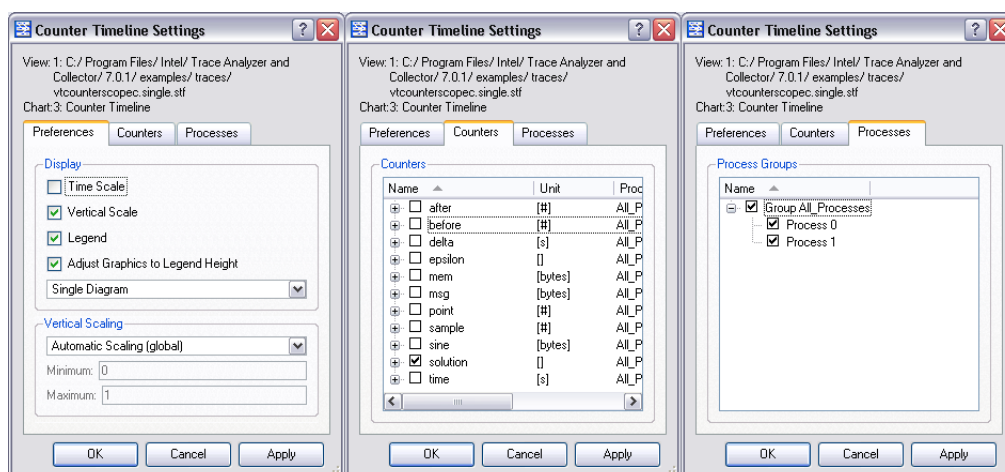 Counter Timeline Settings
View: 1: C:/ Program Files/ Intel/ Trace Analyzer and
Collector/ 7.0.1/ examples/ traces/
vtcounterscopec.single.stf
Chart:3: Counter Timeline
Preferences Counters Processes
Display
Time Scale
Vertical Scale
Legend
Adjust Graphics to Legend Height
Single Diagram
Vertical Scaling
Automatic Scaling (global)
Minimum: 0
Maximum: 1
OK Cancel Apply
Counter Timeline Settings
View: 1: C:/ Program Files/ Intel/ Trace Analyzer and
Collector/ 7.0.1/ examples/ traces/
vtcounterscopec.single.stf
Chart:3: Counter Timeline
Preferences Counters Processes
Counters
Name Unit Proc
after [#] All_P
before [#] All_P
delta [s] All_P
epsilon [] All_P
mem [bytes] All_P
msg [bytes] All_P
point [#] All_P
sample [#] All_P
sine [bytes] All_P
solution [] All_P
time [s] All_P
OK Cancel Apply
Counter Timeline Settings
View: 1: C:/ Program Files/ Intel/ Trace Analyzer and
Collector/ 7.0.1/ examples/ traces/
vtcounterscopec.single.stf
Chart:3: Counter Timeline
Preferences Counters Processes
Process Groups
Name
Group All_Processes
Process 0
Process 1
OK Cancel Apply